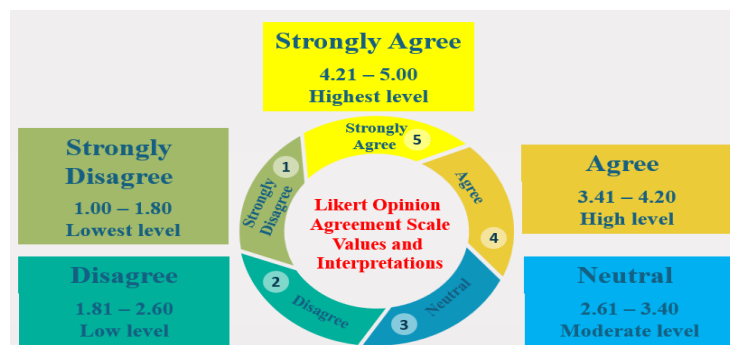 Strongly Agree
4.21 – 5.00
Highest level
Strongly
Disagree
1.00 – 1.80
Lowest level
Agree
3.41 – 4.20
High level
Disagree
1.81 – 2.60
Low level
Neutral
2.61 – 3.40
Moderate level
Strongly
Agree
5
Agree
4
Neutral
3
Disagree
2
Strongly
Disagree
1
Likert Opinion
Agreement Scale
Values and
Interpretations